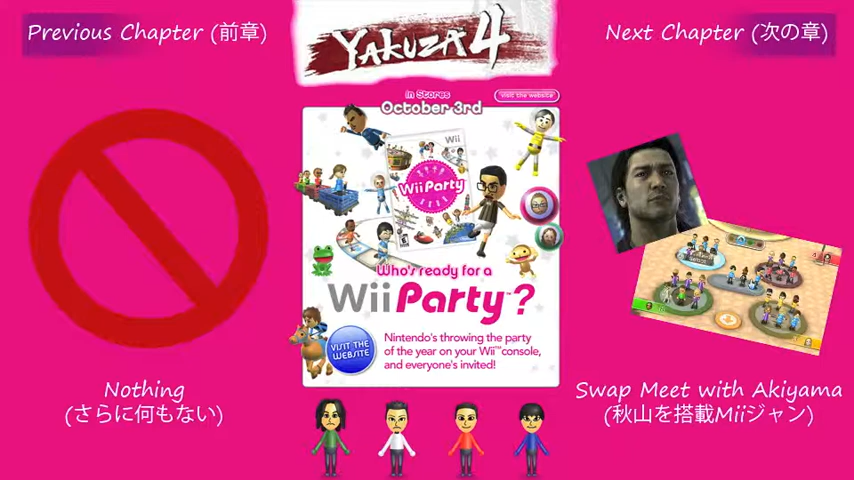 Previous Chapter (前章)
YAKUZA 4
Next Chapter (次の章)
In Stores
October 3rd
visit the website
Wii
Wii Party
Who's ready for a
Wii Party™?
VISIT THE
WEBSITE
Nintendo's throwing the party
of the year on your Wii™ console,
and everyone's invited!
Nothing
(さらに何もない)
Swap Meet with Akiyama
(秋山を搭載Miiジャン)